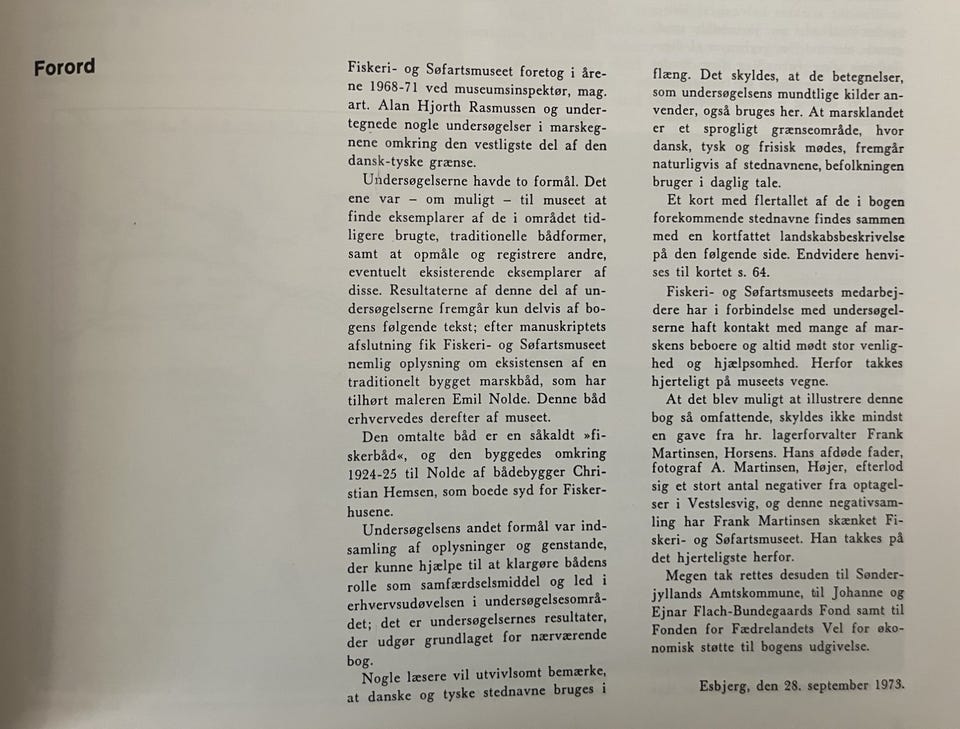 Forord
Fiskeri- og Søfartsmuseet foretog i åre-
ne 1968-71 ved museumsinspektør, mag.
art. Alan Hjorth Rasmussen og under-
tegnede nogle undersøgelser i marskeg-
nene omkring den vestligste del af den
dansk-tyske grænse.
Undersøgelserne havde to formål. Det
ene var – om muligt – til museet at
finde eksemplarer af de i området tid-
ligere brugte, traditionelle bådformer,
samt at opmåle og registrere andre,
eventuelt eksisterende eksemplarer af
disse. Resultaterne af denne del af un-
dersøgelserne fremgår kun delvis af bo-
gens følgende tekst; efter manuskriptets
afslutning fik Fiskeri- og Søfartsmuseet
nemlig oplysning om eksistensen af en
traditionelt bygget marskbåd, som har
tilhørt maleren Emil Nolde. Denne båd
erhvervedes derefter af museet.
Den omtalte båd er en såkaldt »fi-
skerbåd«, og den byggedes omkring
1924-25 til Nolde af bådebygger Chri-
stian Hemsen, som boede syd for Fisker-
husene.
Undersøgelsens andet formål var ind-
samling af oplysninger og genstande,
der kunne hjælpe til at klargøre bådens
rolle som samfærdselsmiddel og led i
erhvervsudøvelsen i undersøgelsesområ-
det; det er undersøgelsernes resultater,
der udgør grundlaget for nærværende
bog.
Nogle læsere vil utvivlsomt bemærke,
at danske og tyske stednavne bruges i
flæng. Det skyldes, at de betegnelser,
som undersøgelsens mundtlige kilder an-
vender, også bruges her. At marsklandet
er et sprogligt grænseområde, hvor
dansk, tysk og frisisk mødes, fremgår
naturligvis af stednavnene, befolkningen
bruger i daglig tale.
Et kort med flertallet af de i bogen
forekommende stednavne findes sammen
med en kortfattet landskabsbeskrivelse
på den følgende side. Endvidere henvi-
ses til kortet s. 64.
Fiskeri- og Søfartsmuseets medarbej-
dere har i forbindelse med undersøgel-
serne haft kontakt med mange af mar-
skens beboere og altid mødt stor venlig-
hed og hjælpsomhed. Herfor takkes
hjerteligt på museets vegne.
At det blev muligt at illustrere denne
bog så omfattende, skyldes ikke mindst
en gave fra hr. lagerforvalter Frank
Martinsen, Horsens. Hans afdøde fader,
fotograf A. Martinsen, Højer, efterlod
sig et stort antal negativer fra optagel-
ser i Vestslesvig, og denne negativsam-
ling har Frank Martinsen skænket Fi-
skeri- og Søfartsmuseet. Han takkes på
det hjerteligste herfor.
Megen tak rettes desuden til Sønder-
jyllands Amtskommune, til Johanne og
Ejnar Flach-Bundegaards Fond samt til
Fonden for Fædrelandets Vel for øko-
nomisk støtte til bogens udgivelse.
Esbjerg, den 28. september 1973.